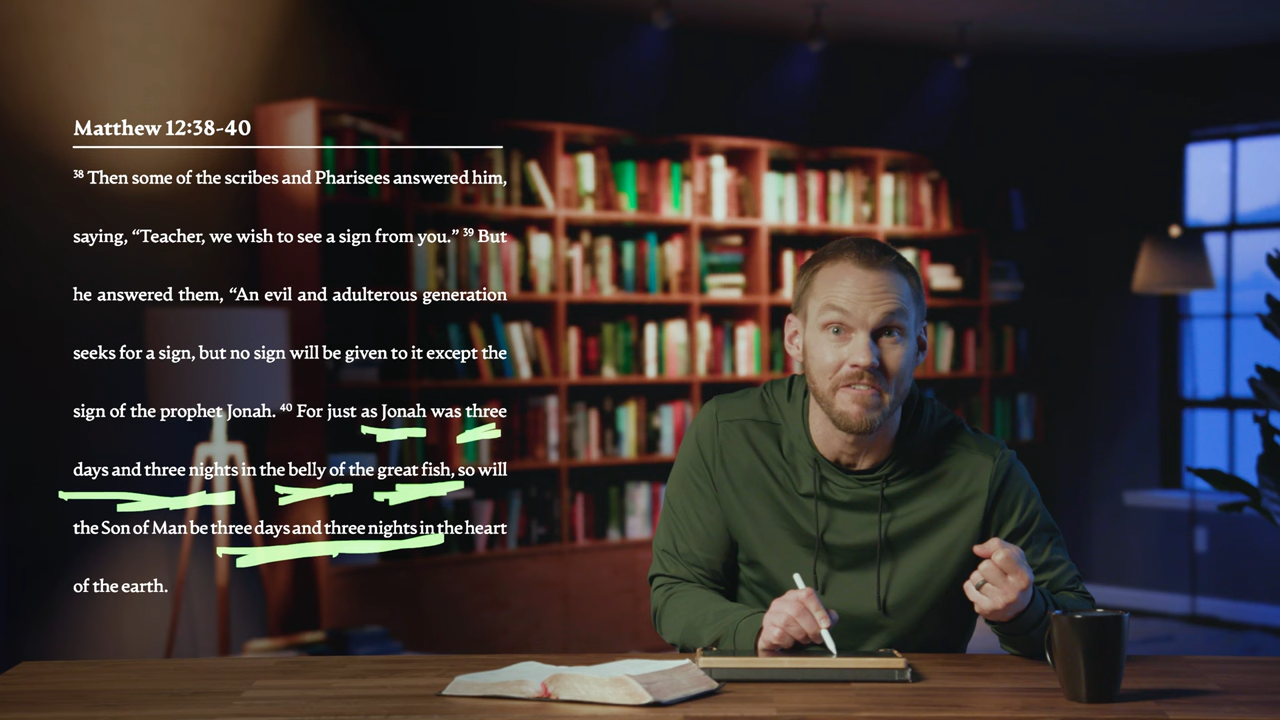 Matthew 12:38-40
³⁸ Then some of the scribes and Pharisees answered him,
saying, “Teacher, we wish to see a sign from you.” ³⁹ But
he answered them, “An evil and adulterous generation
seeks for a sign, but no sign will be given to it except the
sign of the prophet Jonah. ⁴⁰ For just as Jonah was three
days and three nights in the belly of the great fish, so will
the Son of Man be three days and three nights in the heart
of the earth.